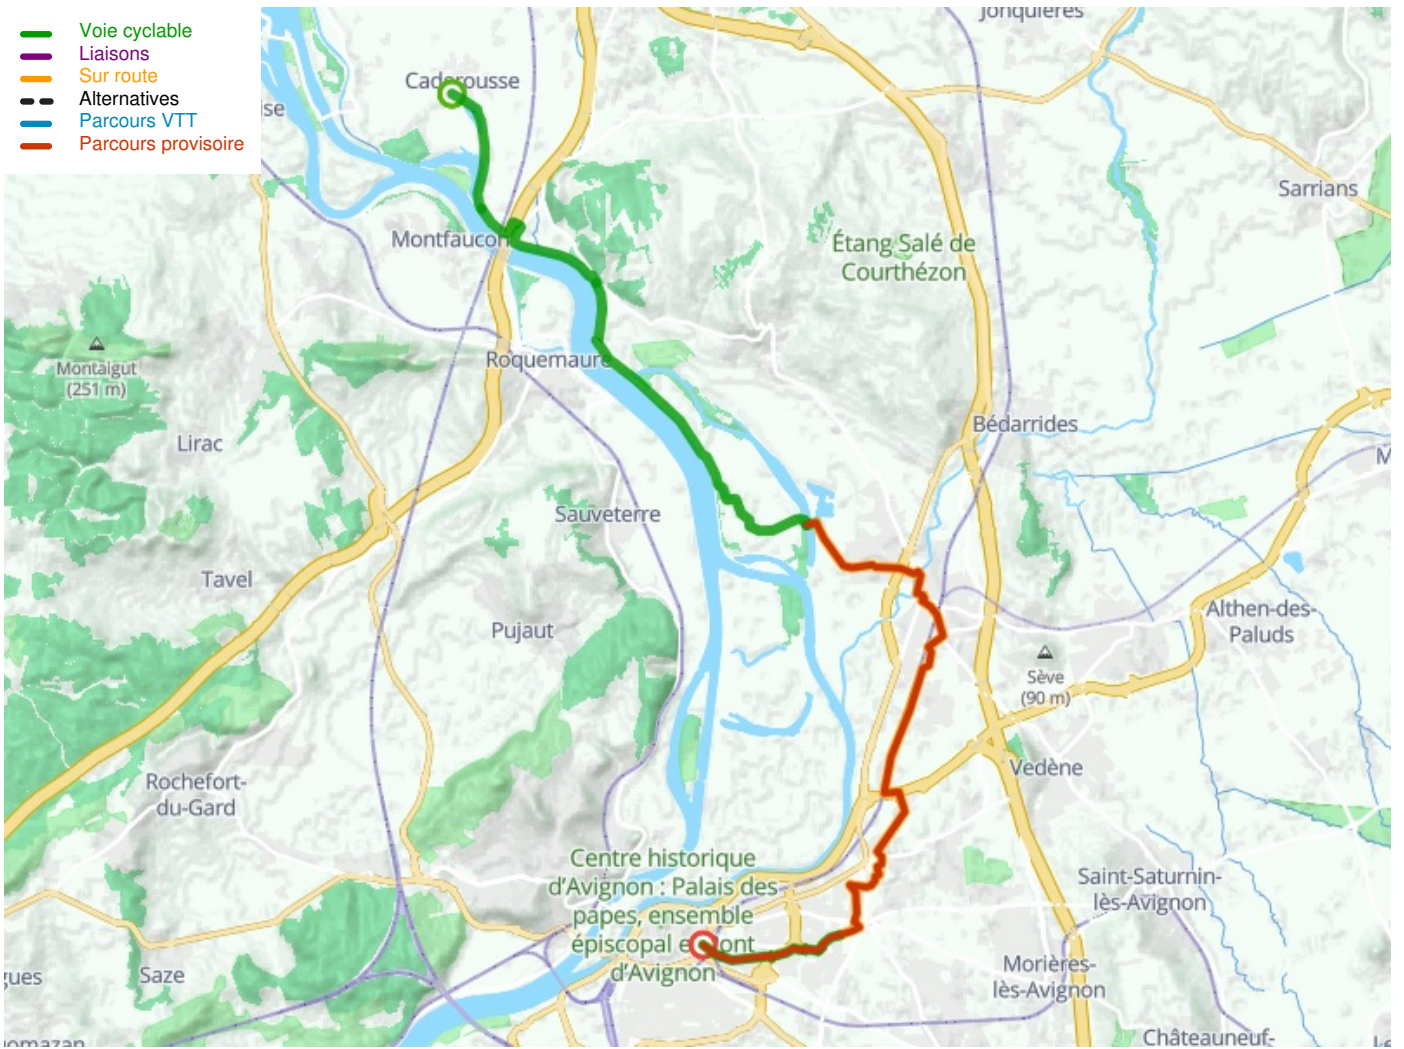 Voie cyclable
Liaisons
Sur route
Alternatives
Parcours VTT
Parcours provisoire
Jonquières
Caderousse
Sarrians
Montfaucon
Étang Salé de
Courthézon
Roquemaure
Montaigut
(251 m)
Bédarrides
Lirac
Sauveterre
Tavel
Althen-des-
Paluds
Pujaut
Sève
(90 m)
Vedène
Rochefort-
du-Gard
Centre historique
d'Avignon : Palais des
papes, ensemble
épiscopal et pont
d'Avignon
Saint-Saturnin-
lès-Avignon
Saze
Morières-
lès-Avignon
Châteauneuf-